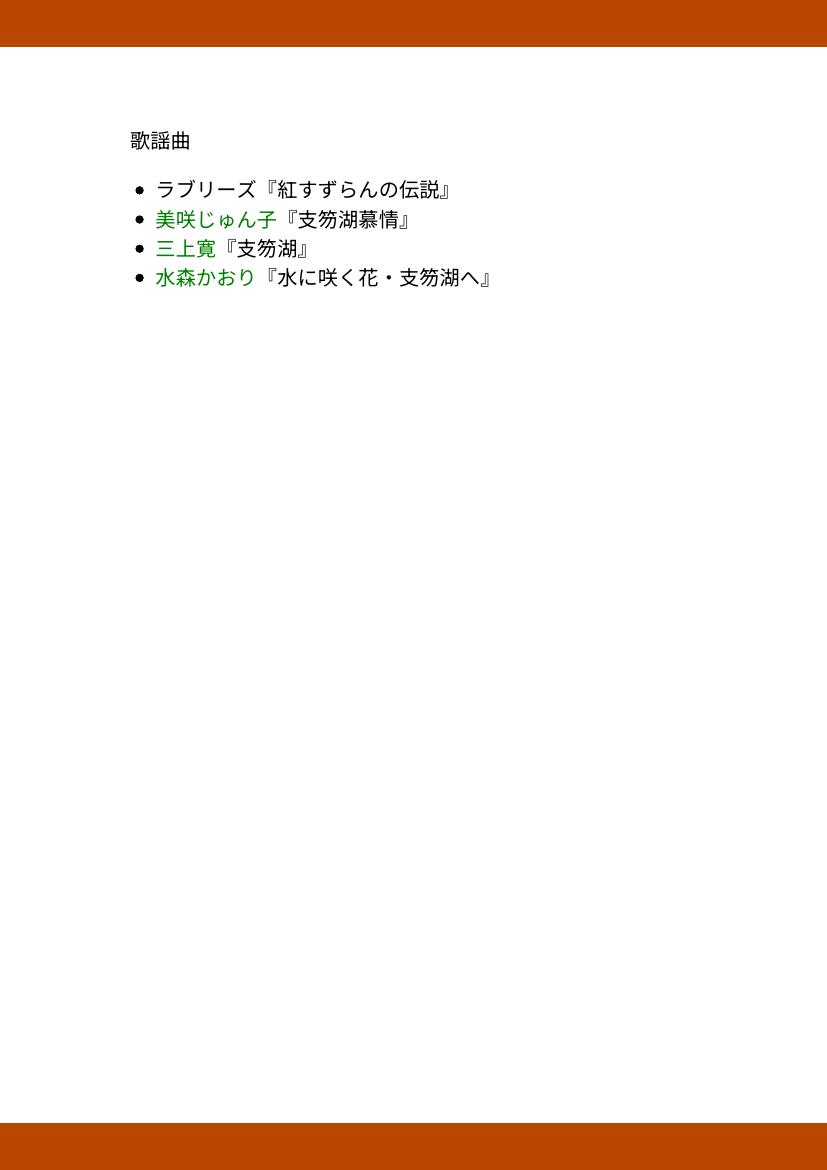 歌謡曲
ラブリーズ『紅すずらんの伝説』
美咲じゅん子『支笏湖慕情』
三上寛『支笏湖』
水森かおり『水に咲く花・支笏湖へ』